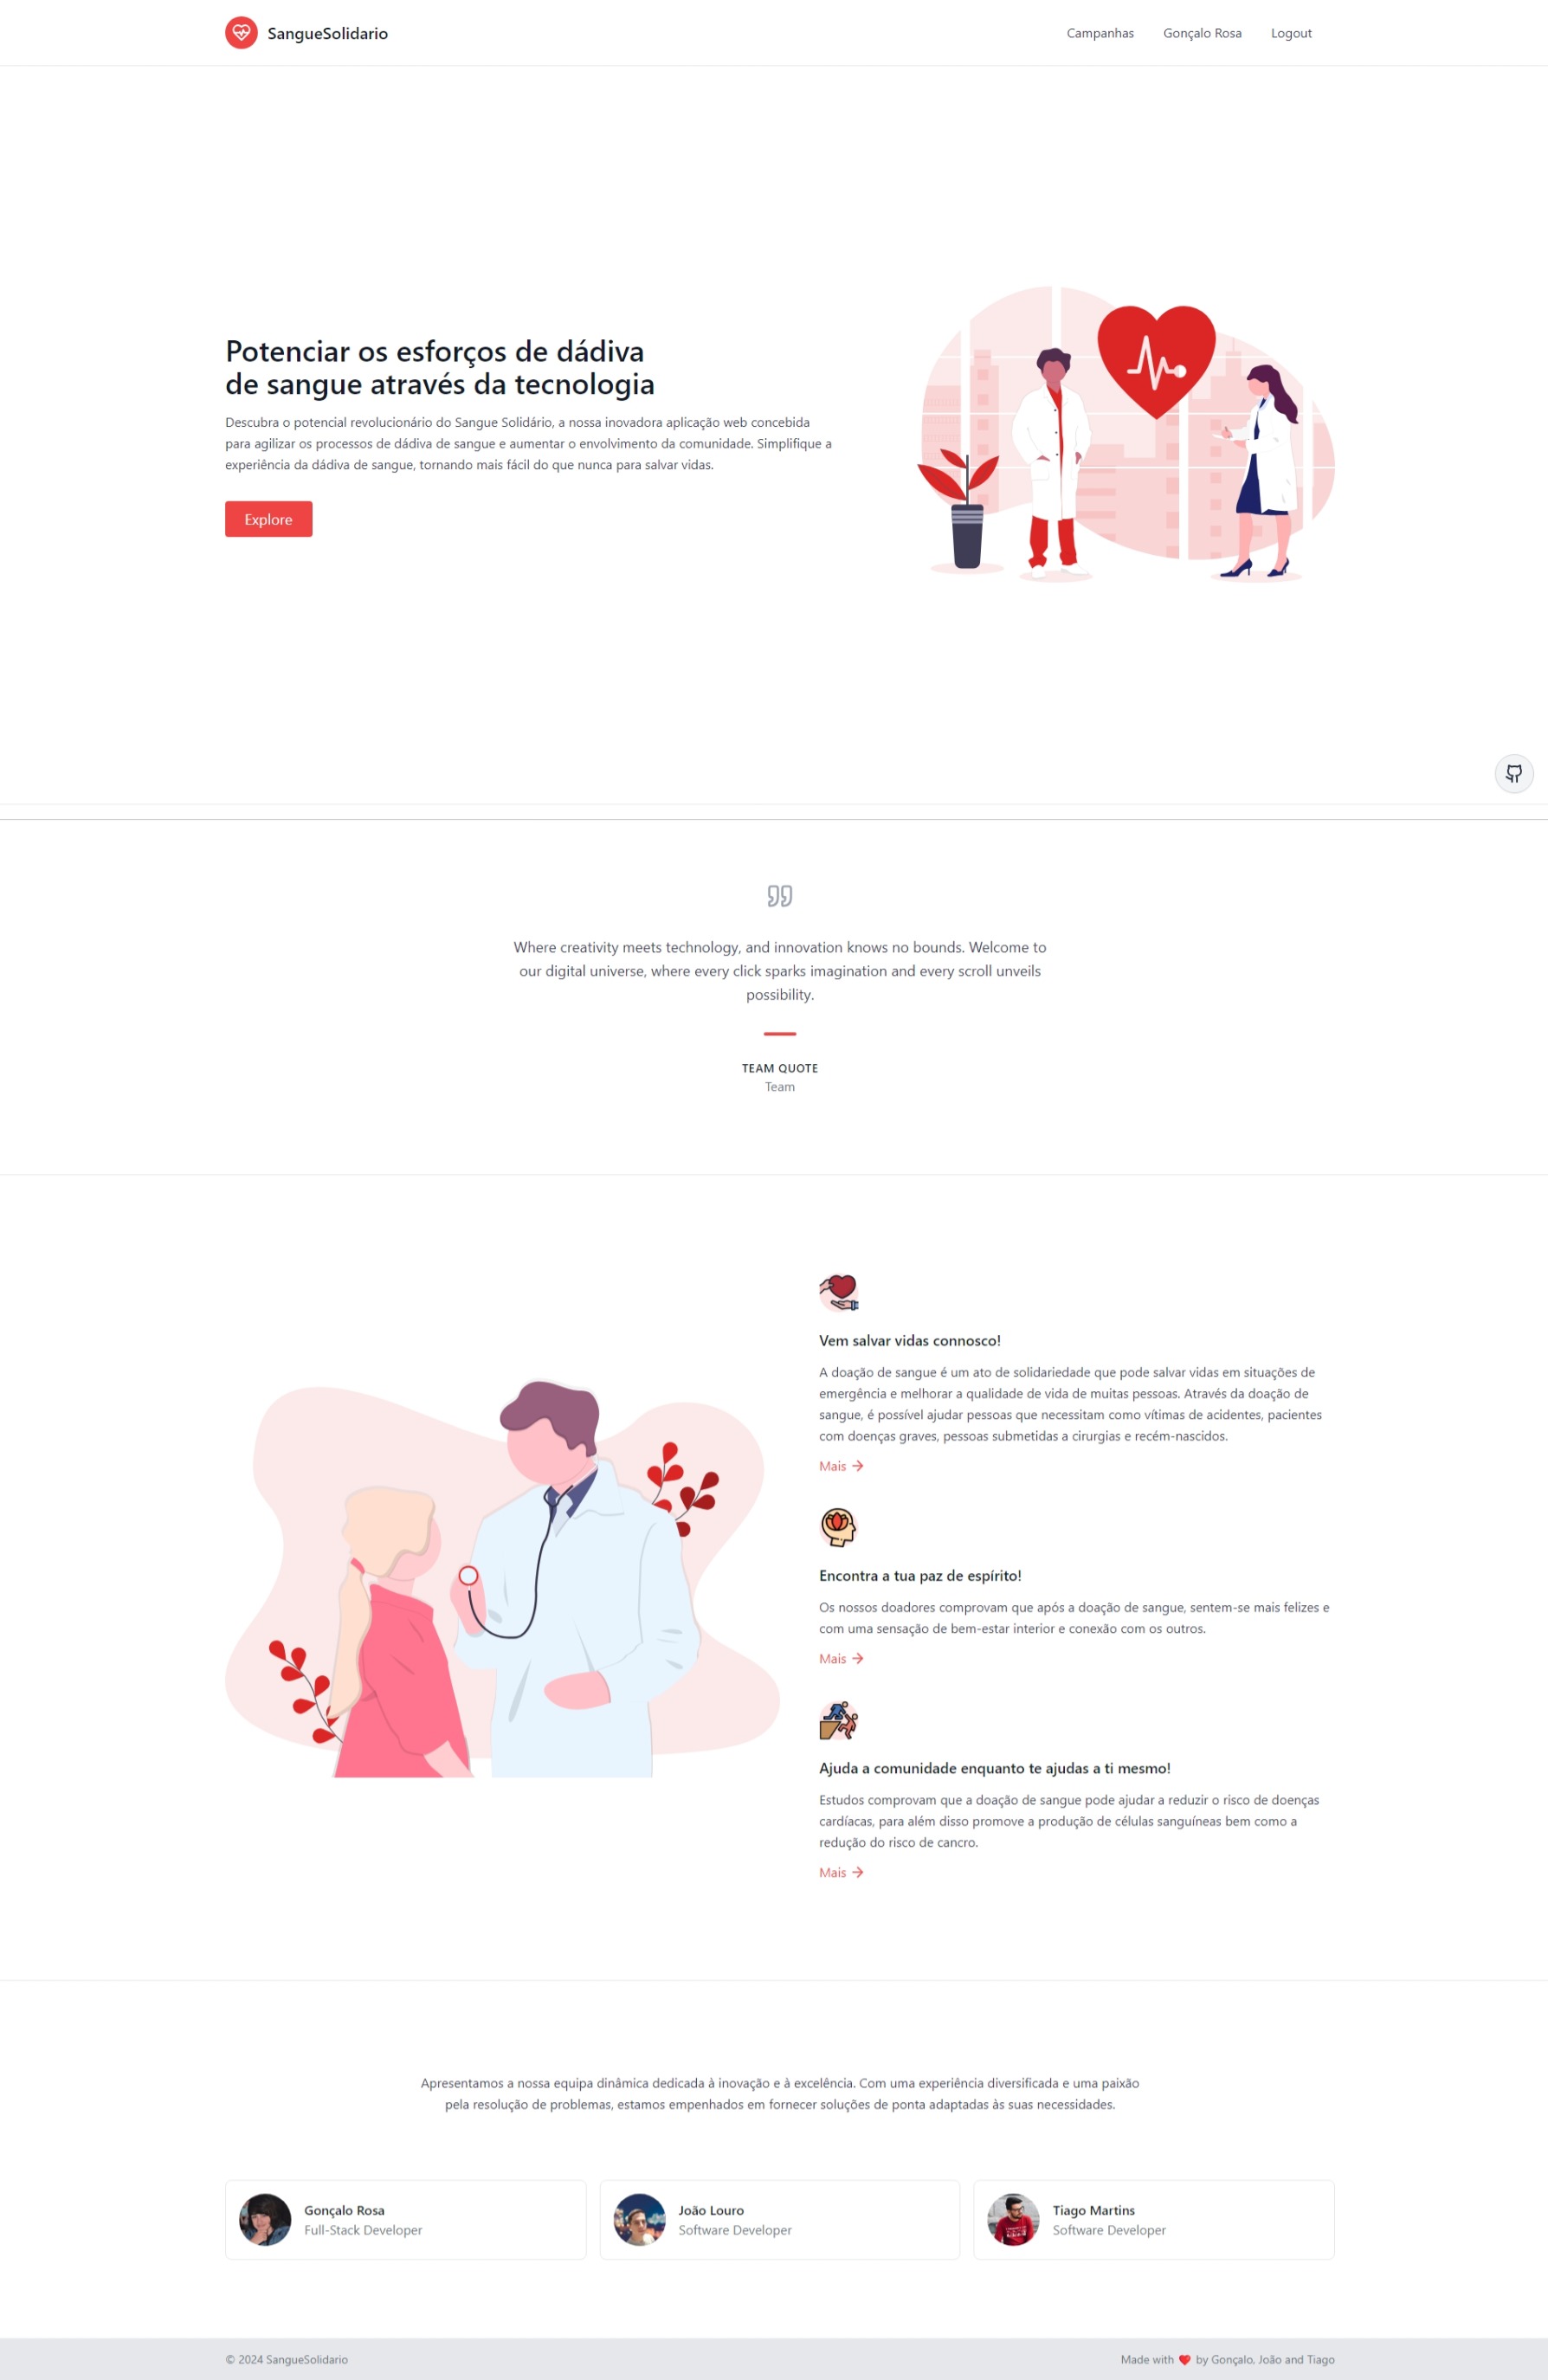 SangueSolidario
Campanhas
Gonçalo Rosa
Logout
Potenciar os esforços de dádiva
de sangue através da tecnologia
Descubra o potencial revolucionário do Sangue Solidário, a nossa inovadora aplicação web concebida
para agilizar os processos de dádiva de sangue e aumentar o envolvimento da comunidade. Simplifique a
experiência da dádiva de sangue, tornando mais fácil do que nunca para salvar vidas.
Explore
Where creativity meets technology, and innovation knows no bounds. Welcome to
our digital universe, where every click sparks imagination and every scroll unveils
possibility.
TEAM QUOTE
Team
Vem salvar vidas connosco!
A doação de sangue é um ato de solidariedade que pode salvar vidas em situações de
emergência e melhorar a qualidade de vida de muitas pessoas. Através da doação de
sangue, é possível ajudar pessoas que necessitam como vítimas de acidentes, pacientes
com doenças graves, pessoas submetidas a cirurgias e recém-nascidos.
Mais →
Encontra a tua paz de espírito!
Os nossos doadores comprovam que após a doação de sangue, sentem-se mais felizes e
com uma sensação de bem-estar interior e conexão com os outros.
Mais →
Ajuda a comunidade enquanto te ajudas a ti mesmo!
Estudos comprovam que a doação de sangue pode ajudar a reduzir o risco de doenças
cardíacas, para além disso promove a produção de células sanguíneas bem como a
redução do risco de cancro.
Mais →
Apresentamos a nossa equipa dinâmica dedicada à inovação e à excelência. Com uma experiência diversificada e uma paixão
pela resolução de problemas, estamos empenhados em fornecer soluções de ponta adaptadas às suas necessidades.
Gonçalo Rosa
Full-Stack Developer
João Louro
Software Developer
Tiago Martins
Software Developer
© 2024 SangueSolidario
Made with ❤️ by Gonçalo, João and Tiago